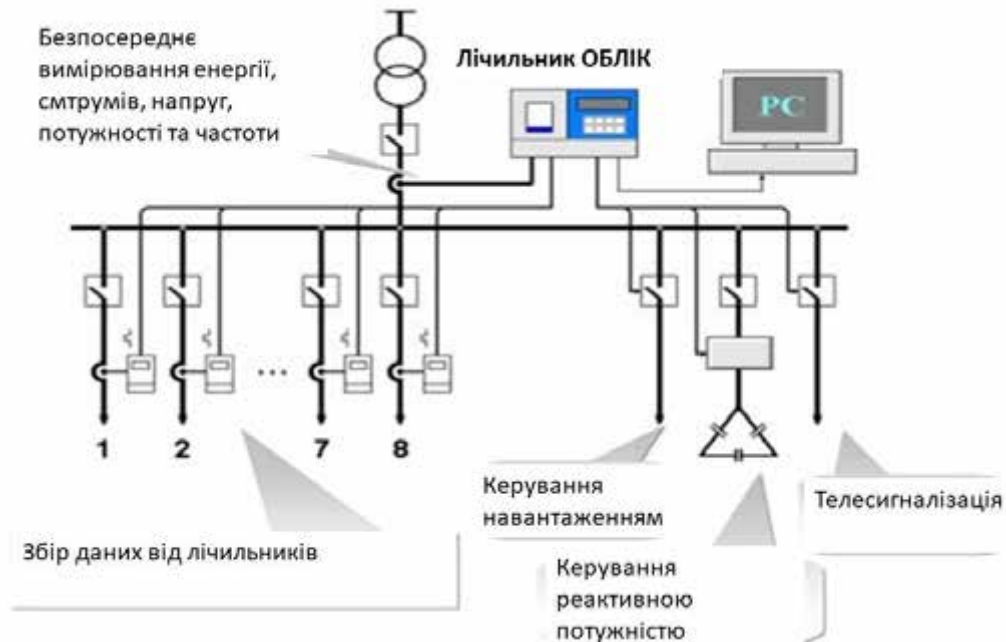 Безпосереднє
вимірювання енергії,
смтрумів, напруг,
потужності та частоти
Лічильник ОБЛІК
PC
1 2 ... 7 8
Збір даних від лічильників
Керування
навантаженням
Керування
реактивною
потужністю
Телесигналізація